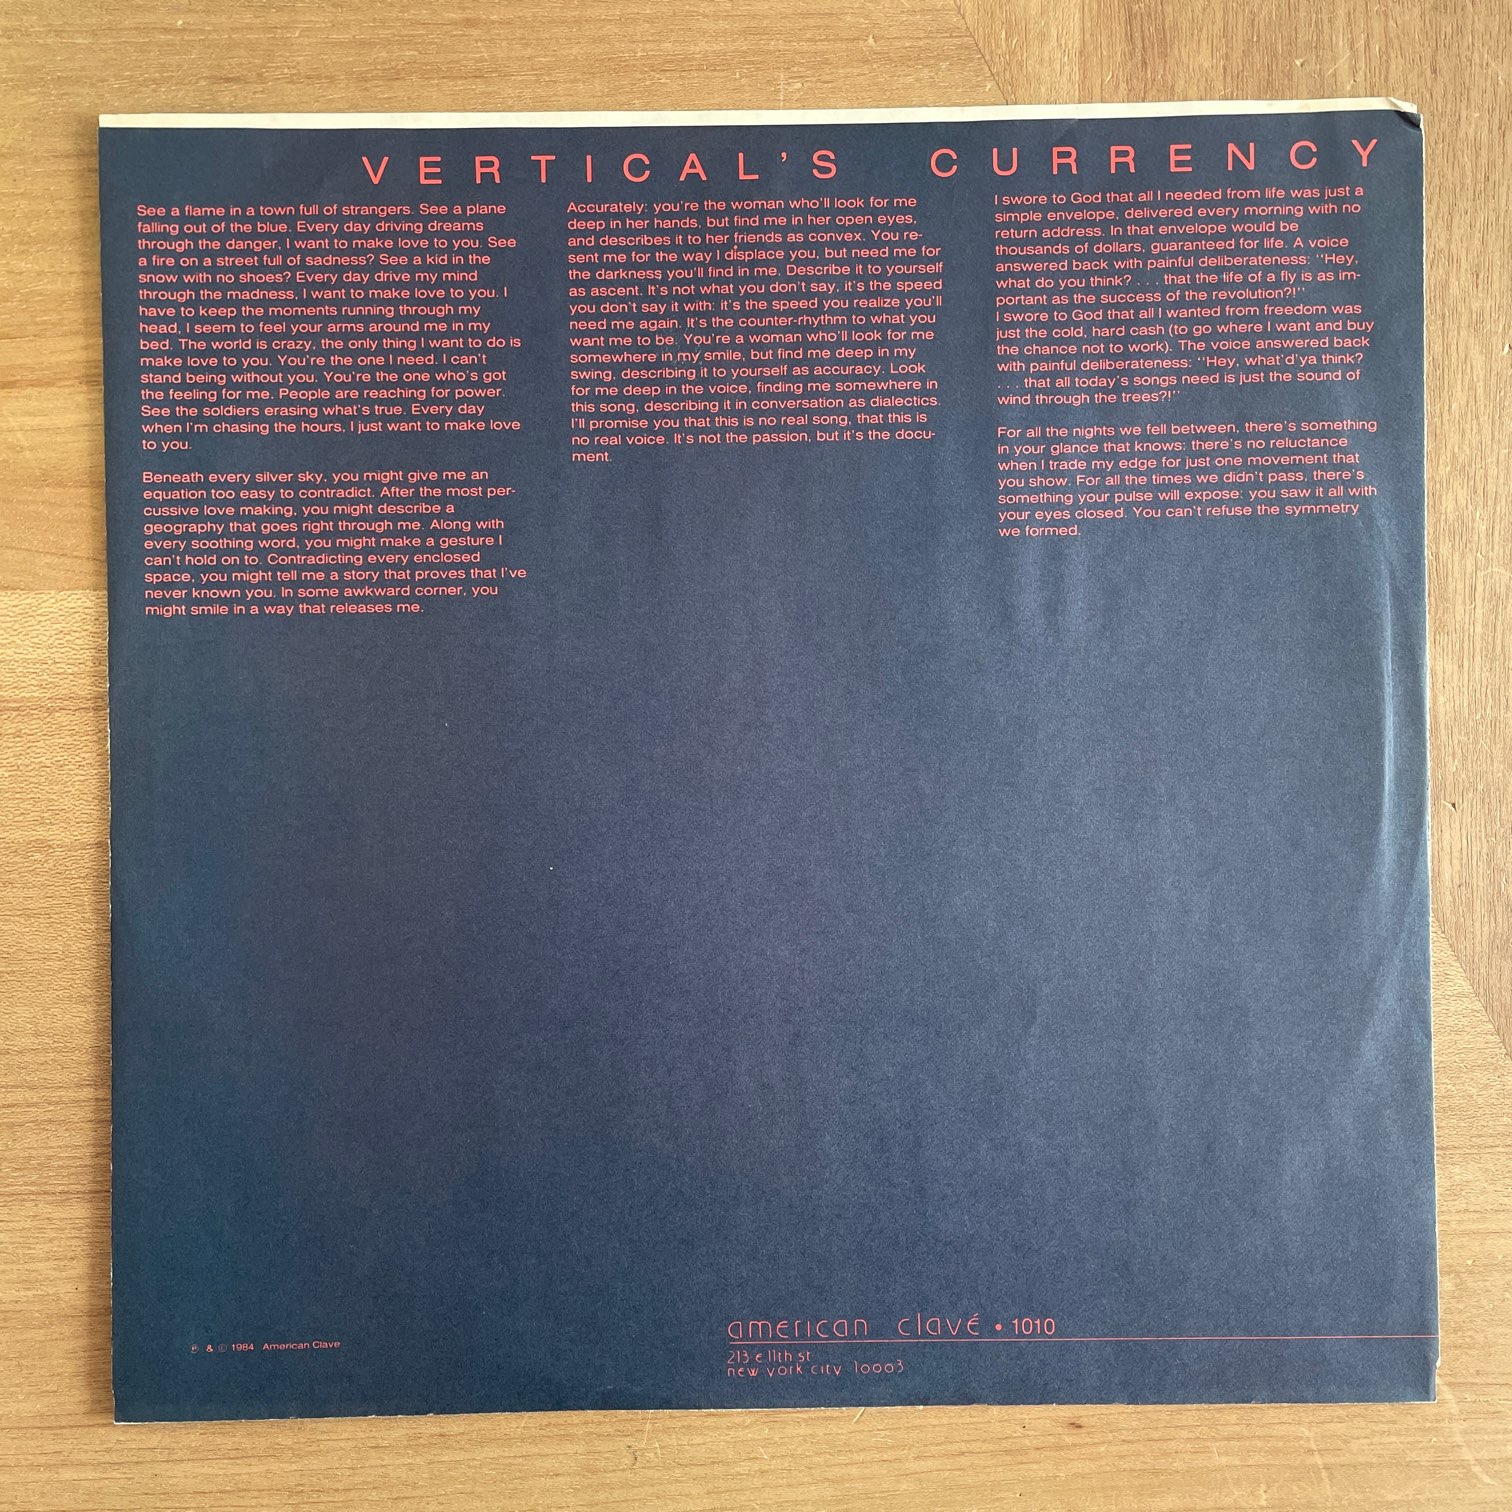 VERTICAL'S CURRENCY
See a flame in a town full of strangers. See a plane
falling out of the blue. Every day driving dreams
through the danger, I want to make love to you. See
a fire on a street full of sadness? See a kid in the
snow with no shoes? Every day drive my mind
through the madness, I want to make love to you. I
have to keep the moments running through my
head, I seem to feel your arms around me in my
bed. The world is crazy, the only thing I want to do is
make love to you. You're the one I need. I can't
stand being without you. You're the one who's got
the feeling for me. People are reaching for power.
See the soldiers erasing what's true. Every day
when I'm chasing the hours, I just want to make love
to you.
Beneath every silver sky, you might give me an
equation too easy to contradict. After the most per-
cussive love making, you might describe a
geography that goes right through me. Along with
every soothing word, you might make a gesture I
can't hold on to. Contradicting every enclosed
space, you might tell me a story that proves that I've
never known you. In some awkward corner, you
might smile in a way that releases me.
Accurately: you're the woman who'll look for me
deep in her hands, but find me in her open eyes,
and describes it to her friends as convex. You re-
sent me for the way I displace you, but need me for
the darkness you'll find in me. Describe it to yourself
as ascent. It's not what you don't say, it's the speed
you don't say it with: it's the speed you realize you'll
need me again. It's the counter-rhythm to what you
want me to be. You're a woman who'll look for me
somewhere in my smile, but find me deep in my
swing, describing it to yourself as accuracy. Look
for me deep in the voice, finding me somewhere in
this song, describing it in conversation as dialectics.
I'll promise you that this is no real song, that this is
no real voice. It's not the passion, but it's the docu-
ment.
I swore to God that all I needed from life was just a
simple envelope, delivered every morning with no
return address. In that envelope would be
thousands of dollars, guaranteed for life. A voice
answered back with painful deliberateness: ''Hey,
what do you think? . . . that the life of a fly is as im-
portant as the success of the revolution?!''
I swore to God that all I wanted from freedom was
just the cold, hard cash (to go where I want and buy
the chance not to work). The voice answered back
with painful deliberateness: ''Hey, what'd'ya think?
. . . that all today's songs need is just the sound of
wind through the trees?!''
For all the nights we fell between, there's something
in your glance that knows: there's no reluctance
when I trade my edge for just one movement that
you show. For all the times we didn't pass, there's
something your pulse will expose: you saw it all with
your eyes closed. You can't refuse the symmetry
we formed.
℗ & © 1984 American Clave
american clavé • 1010
213 e 11th st
new york city 10003